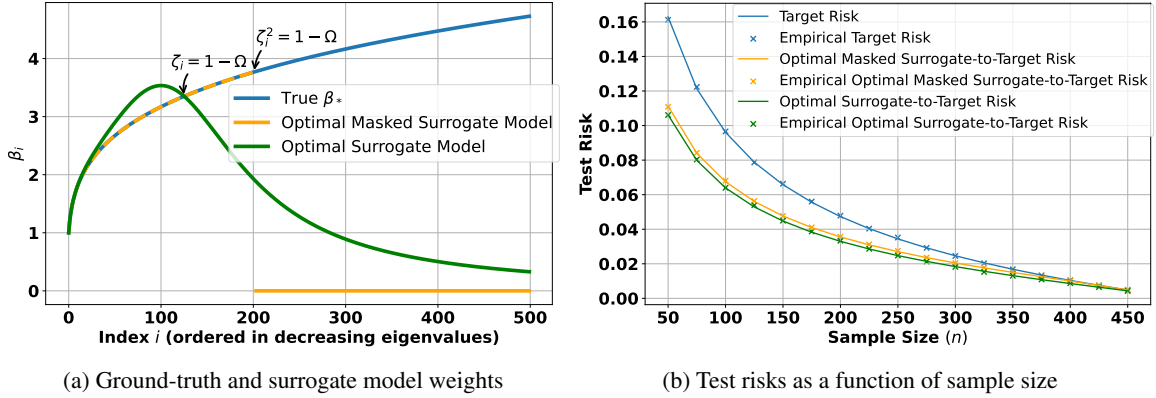 ζᵢ = 1 − Ω
ζᵢ² = 1 − Ω
True β*
Optimal Masked Surrogate Model
Optimal Surrogate Model
βᵢ
4
3
2
1
0
0 100 200 300 400 500
Index i (ordered in decreasing eigenvalues)
(a) Ground-truth and surrogate model weights
Target Risk
Empirical Target Risk
Optimal Masked Surrogate-to-Target Risk
Empirical Optimal Masked Surrogate-to-Target Risk
Optimal Surrogate-to-Target Risk
Empirical Optimal Surrogate-to-Target Risk
Test Risk
0.16
0.14
0.12
0.10
0.08
0.06
0.04
0.02
0.00
50 100 150 200 250 300 350 400 450
Sample Size (n)
(b) Test risks as a function of sample size